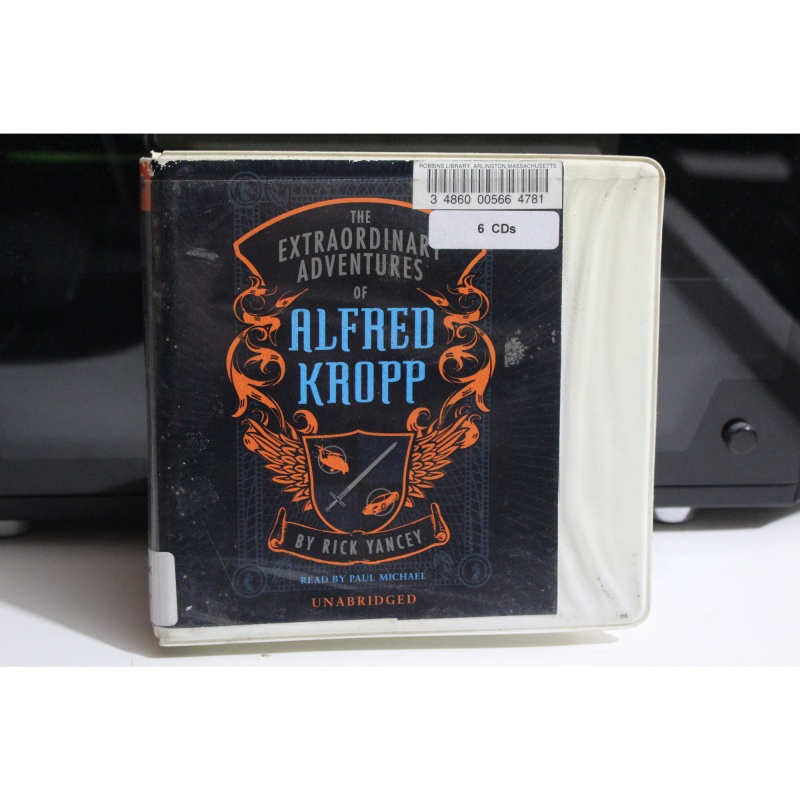 ROBBINS LIBRARY, ARLINGTON, MASSACHUSETTS
3 4860 00566 4781
6 CDs
THE
EXTRAORDINARY
ADVENTURES
OF
ALFRED
KROPP
BY RICK YANCEY
READ BY PAUL MICHAEL
UNABRIDGED